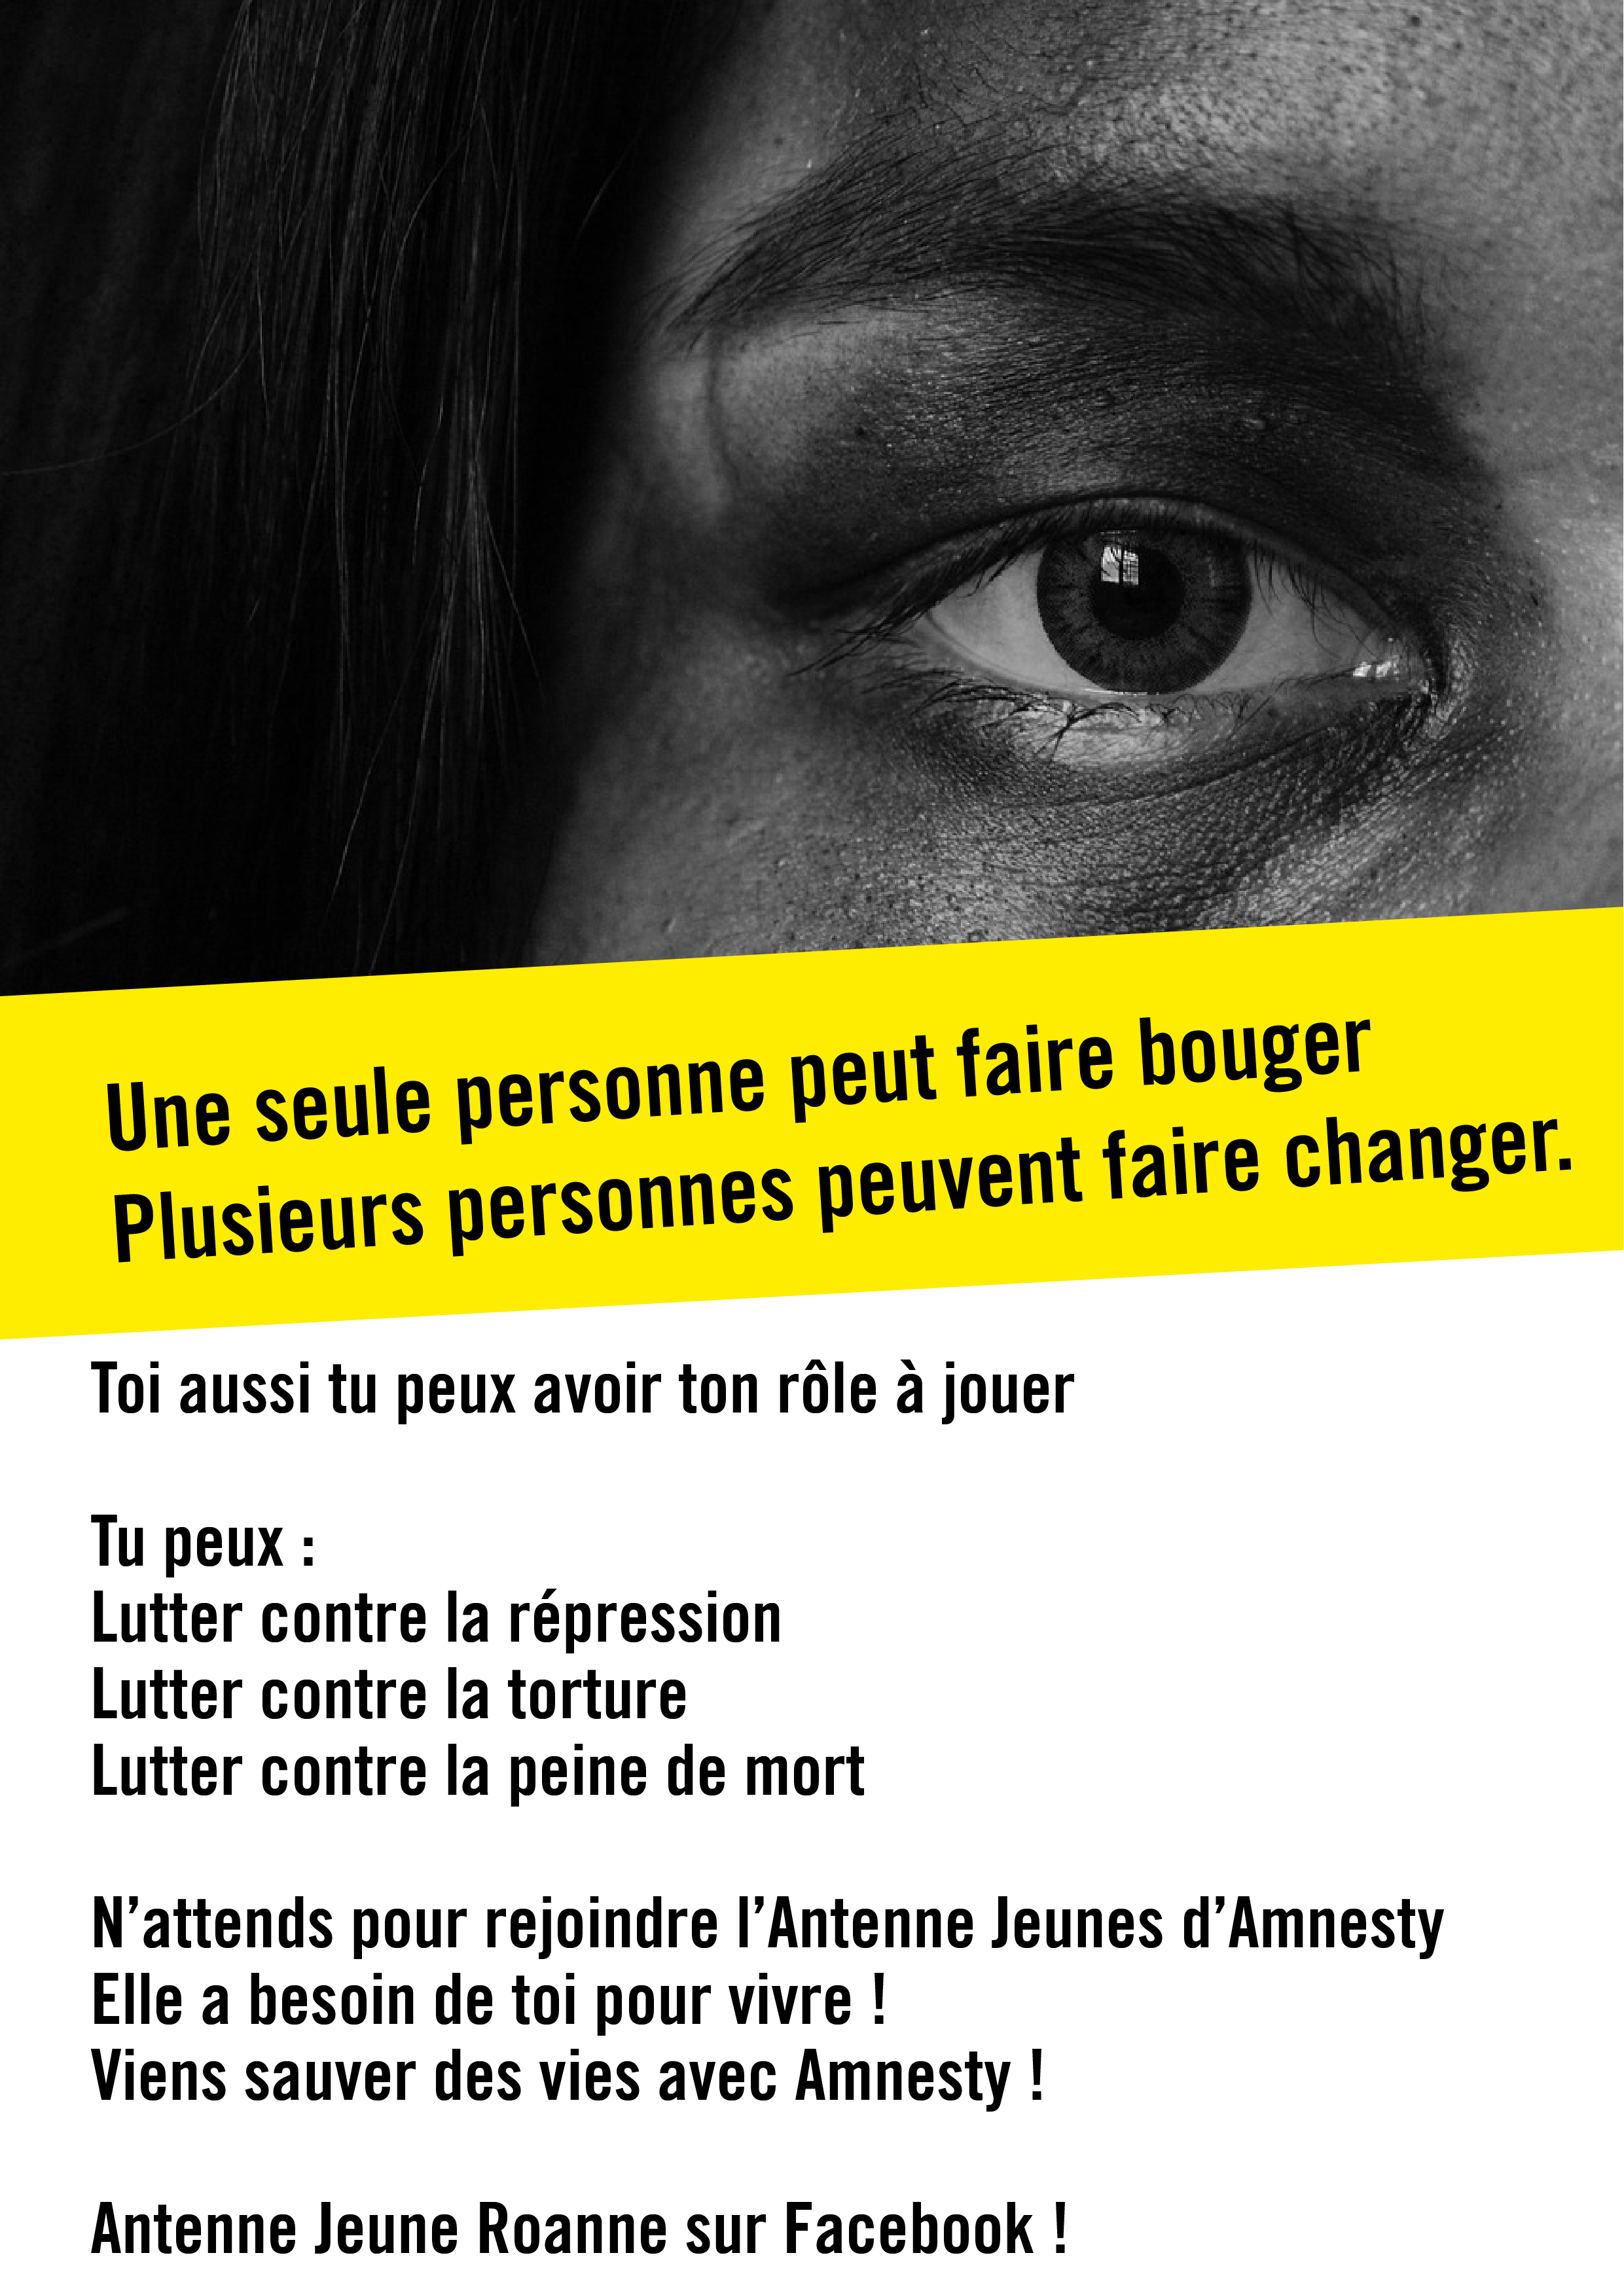 Une seule personne peut faire bouger
Plusieurs personnes peuvent faire changer.
Toi aussi tu peux avoir ton rôle à jouer
Tu peux :
Lutter contre la répression
Lutter contre la torture
Lutter contre la peine de mort
N’attends pour rejoindre l’Antenne Jeunes d’Amnesty
Elle a besoin de toi pour vivre !
Viens sauver des vies avec Amnesty !
Antenne Jeune Roanne sur Facebook !